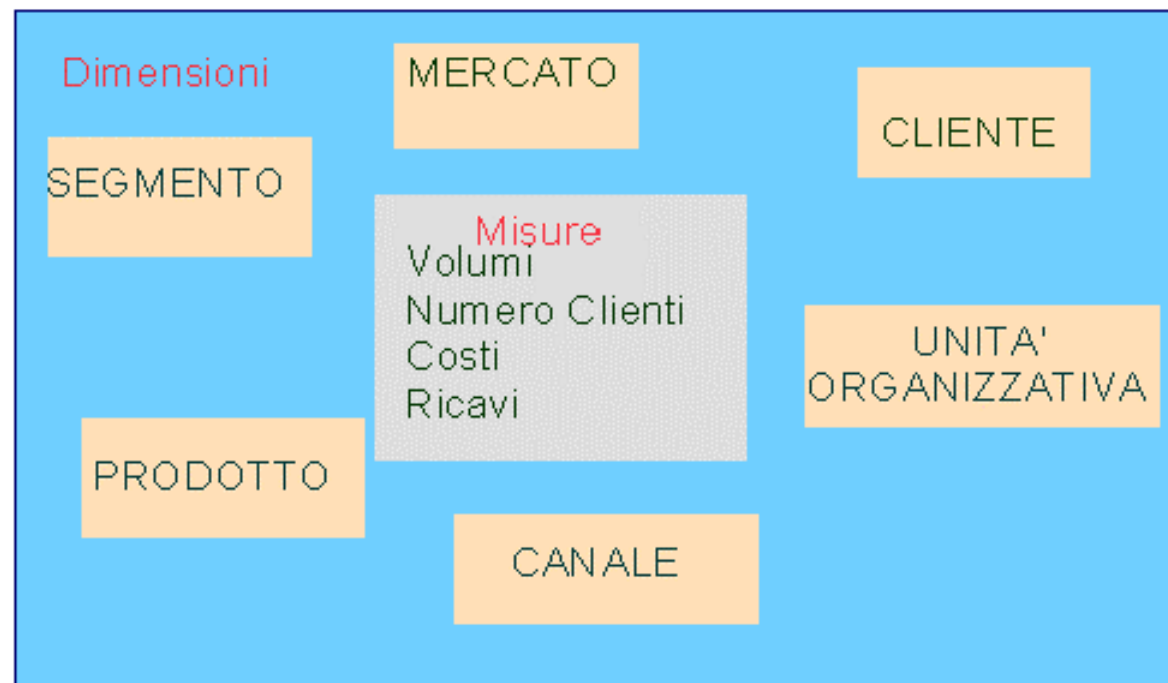 Dimensioni
MERCATO
CLIENTE
SEGMENTO
Misure
Volumi
Numero Clienti
Costi
Ricavi
UNITA'
ORGANIZZATIVA
PRODOTTO
CANALE